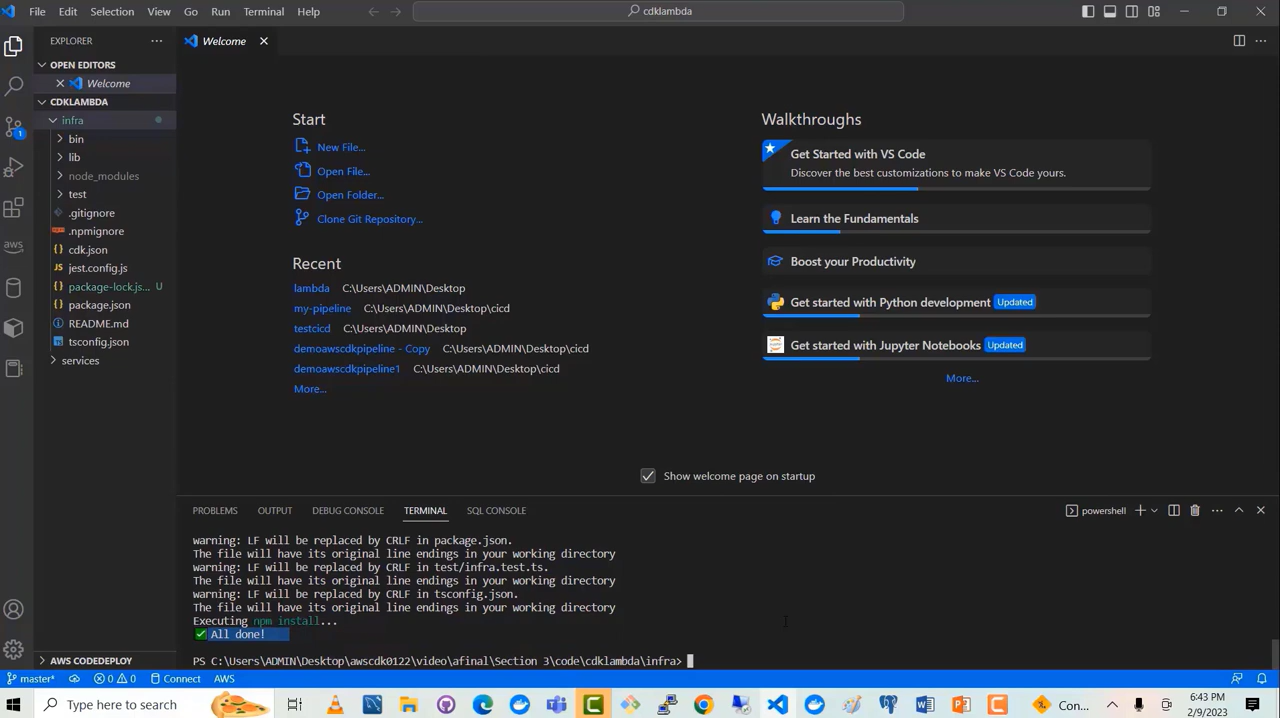 File Edit Selection View Go Run Terminal Help
cdklambda
EXPLORER
Welcome
OPEN EDITORS
Welcome
CDKLAMBDA
infra
bin
lib
node_modules
test
.gitignore
.npmignore
cdk.json
jest.config.js
package-lock.js... U
package.json
README.md
tsconfig.json
services
AWS CODEDEPLOY
1
aws
Start
New File...
Open File...
Open Folder...
Clone Git Repository...
Recent
lambda C:\Users\ADMIN\Desktop
my-pipeline C:\Users\ADMIN\Desktop\cicd
testcicd C:\Users\ADMIN\Desktop
demoawscdkpipeline - Copy C:\Users\ADMIN\Desktop\cicd
demoawscdkpipeline1 C:\Users\ADMIN\Desktop\cicd
More...
Walkthroughs
Get Started with VS Code
Discover the best customizations to make VS Code yours.
Learn the Fundamentals
Boost your Productivity
Get started with Python development Updated
Get started with Jupyter Notebooks Updated
More...
Show welcome page on startup
PROBLEMS OUTPUT DEBUG CONSOLE TERMINAL SQL CONSOLE
powershell
warning: LF will be replaced by CRLF in package.json.
The file will have its original line endings in your working directory
warning: LF will be replaced by CRLF in test/infra.test.ts.
The file will have its original line endings in your working directory
warning: LF will be replaced by CRLF in tsconfig.json.
The file will have its original line endings in your working directory
Executing npm install...
✅ All done!
PS C:\Users\ADMIN\Desktop\awscdk0122\video\afinal\Section 3\code\cdklambda\infra>
master* 0 0 Connect AWS
Type here to search
Con...
6:43 PM
2/9/2023